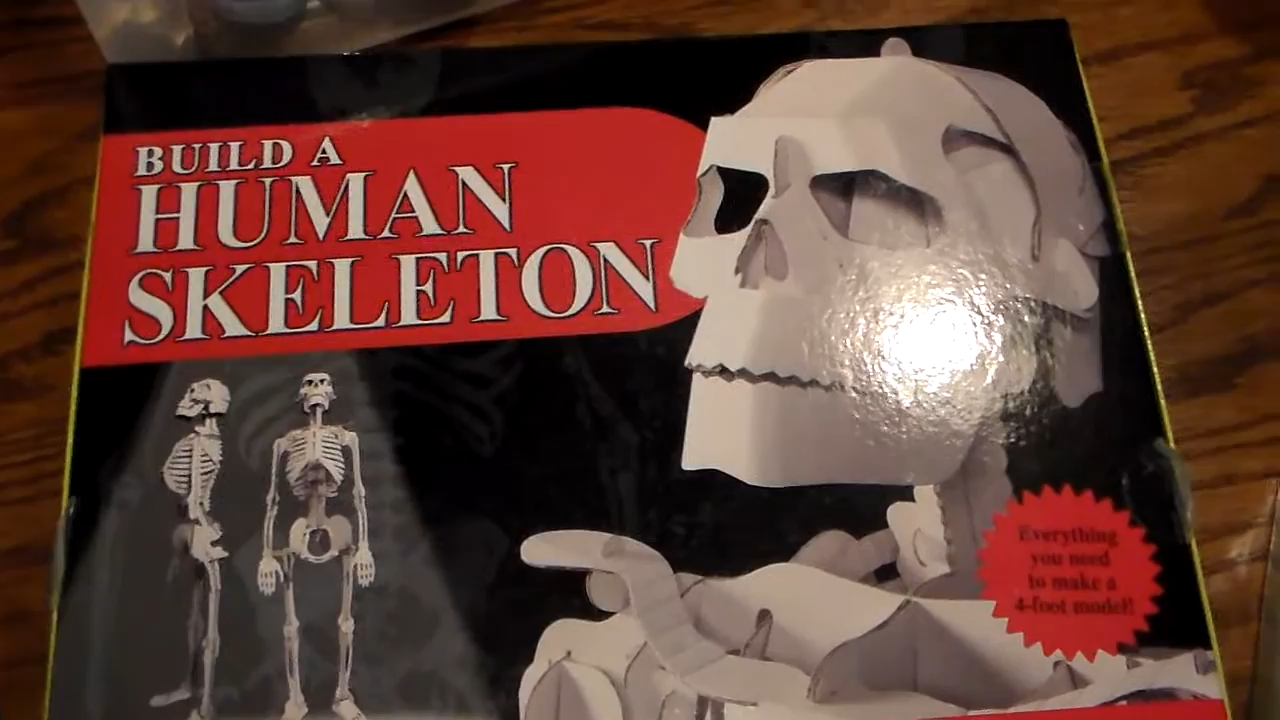 BUILD A
HUMAN
SKELETON
Everything
you need
to make a
4-foot model!